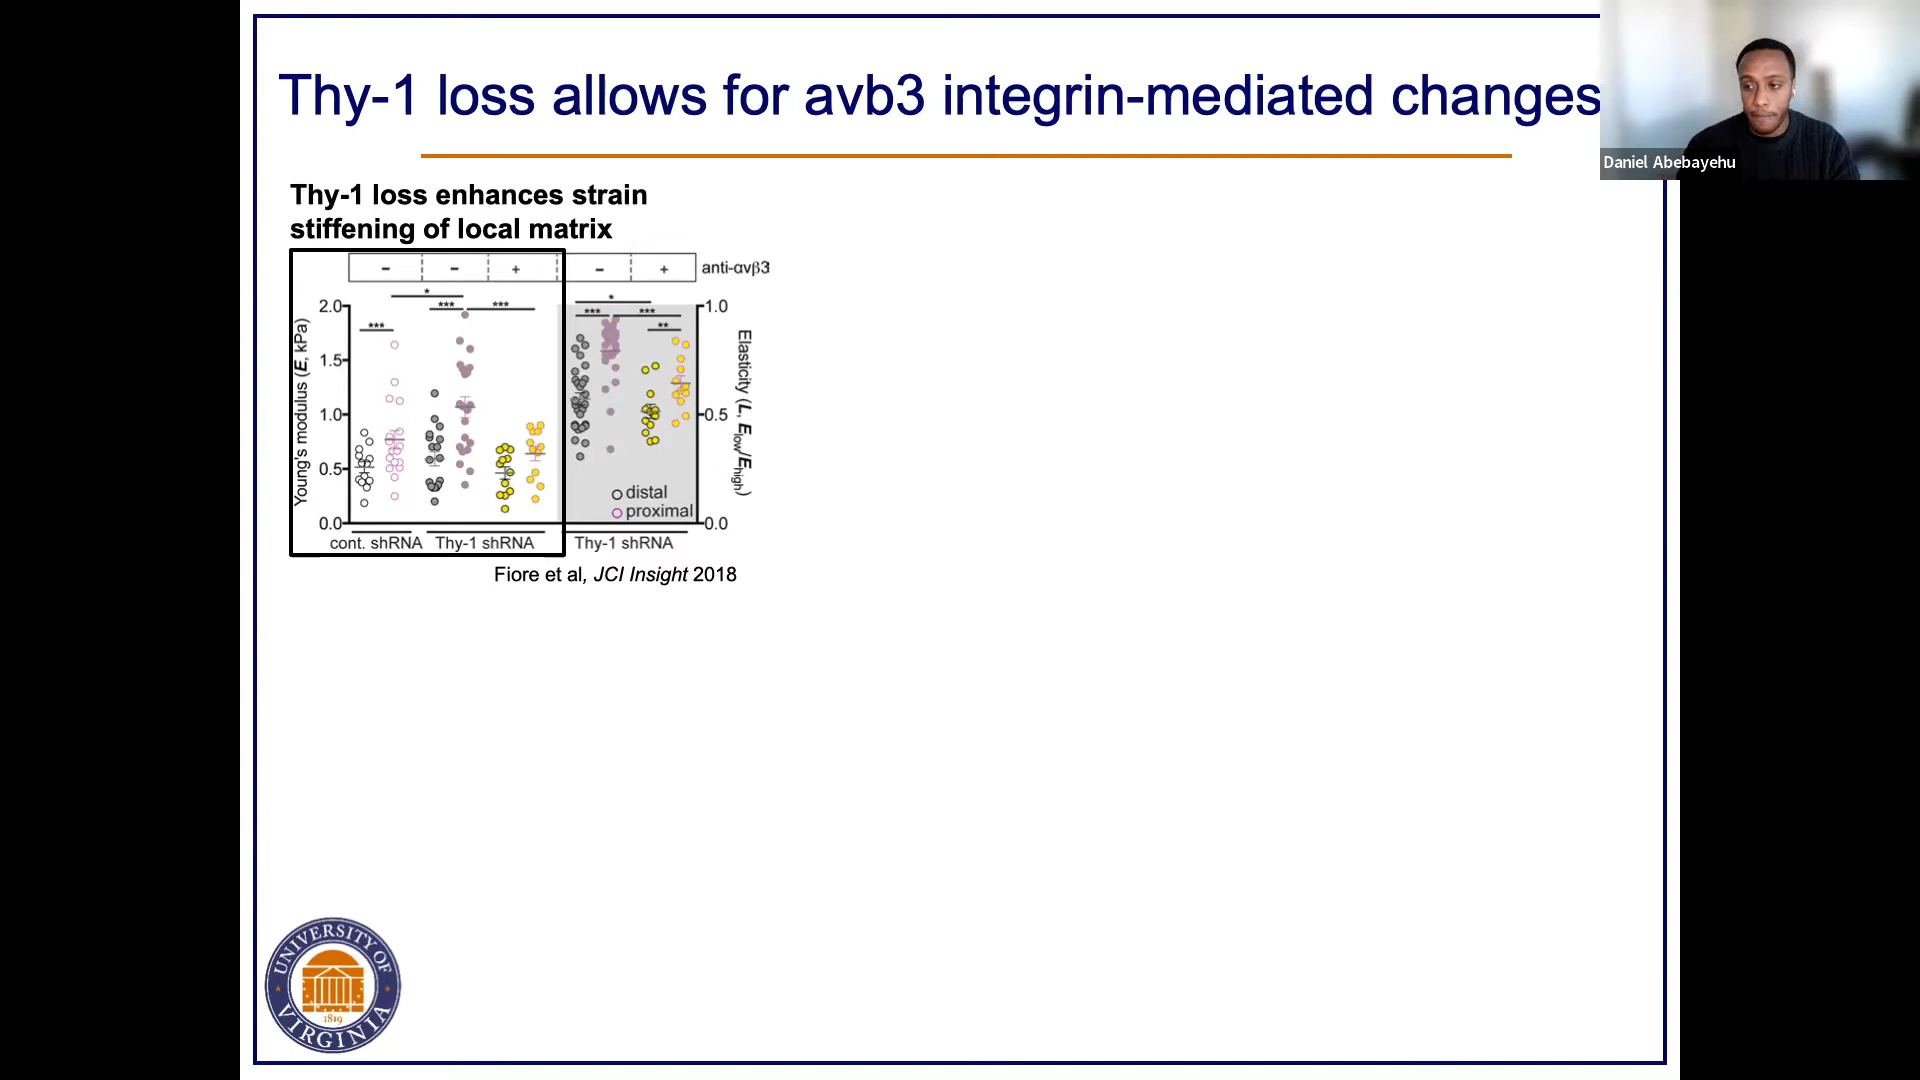 Thy-1 loss allows for avb3 integrin-mediated changes
Daniel Abebayehu
Thy-1 loss enhances strain
stiffening of local matrix
- - + - + anti-αvβ3
* *** *** ***
* *** *** **
2.0
1.5
1.0
0.5
0.0
Young's modulus (E, kPa)
1.0
0.5
0.0
Elasticity (L, Elow/Ehigh)
distal
proximal
cont. shRNA Thy-1 shRNA Thy-1 shRNA
Fiore et al, JCI Insight 2018
UNIVERSITY OF
VIRGINIA
1819